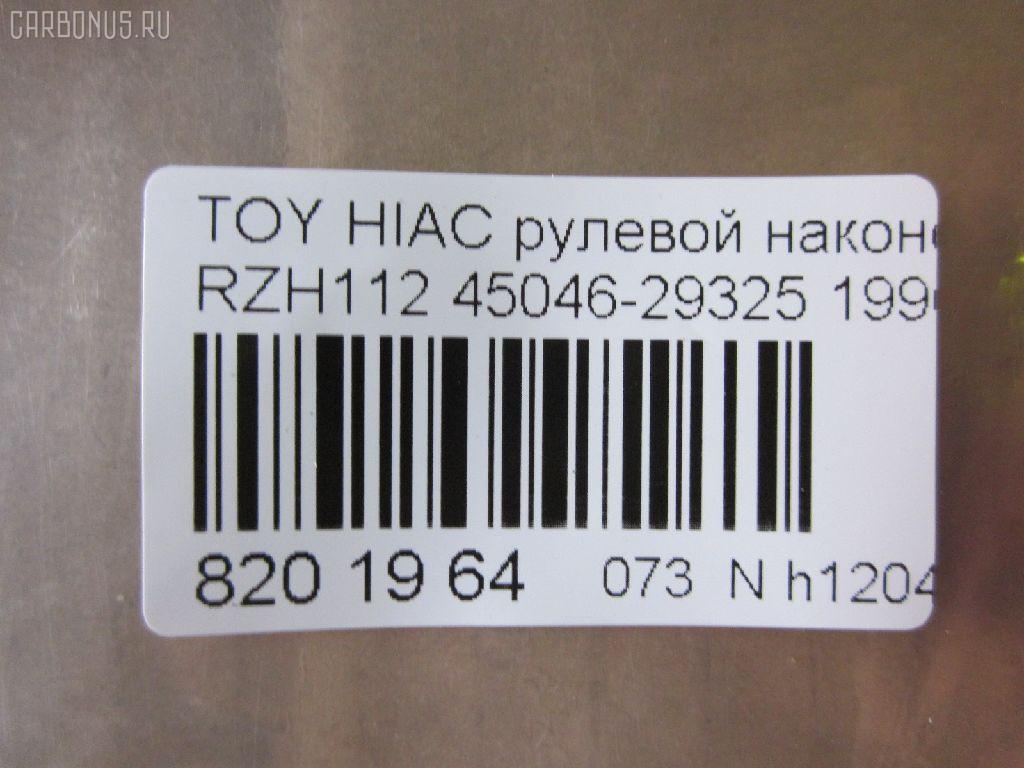 CARBONUS.RU
TOY HIAC рулевой наконе
RZH112 45046-29325 199
820 19 64 073 N h1204